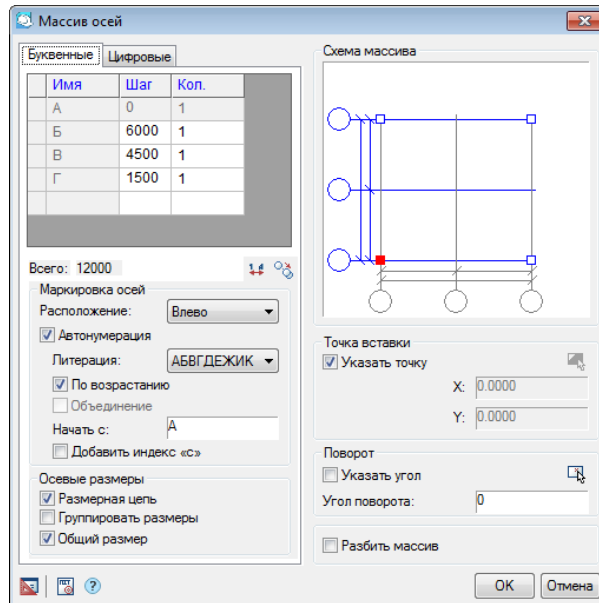 Массив осей
Буквенные Цифровые
Имя Шаг Кол.
А 0 1
Б 6000 1
В 4500 1
Г 1500 1
Всего: 12000
Маркировка осей
Расположение: Влево
Автонумерация
Литерация: АБВГДЕЖИК
По возрастанию
Объединение
Начать с: А
Добавить индекс «с»
Осевые размеры
Размерная цепь
Группировать размеры
Общий размер
Схема массива
Точка вставки
Указать точку
X: 0.0000
Y: 0.0000
Поворот
Указать угол
Угол поворота: 0
Разбить массив
OK Отмена